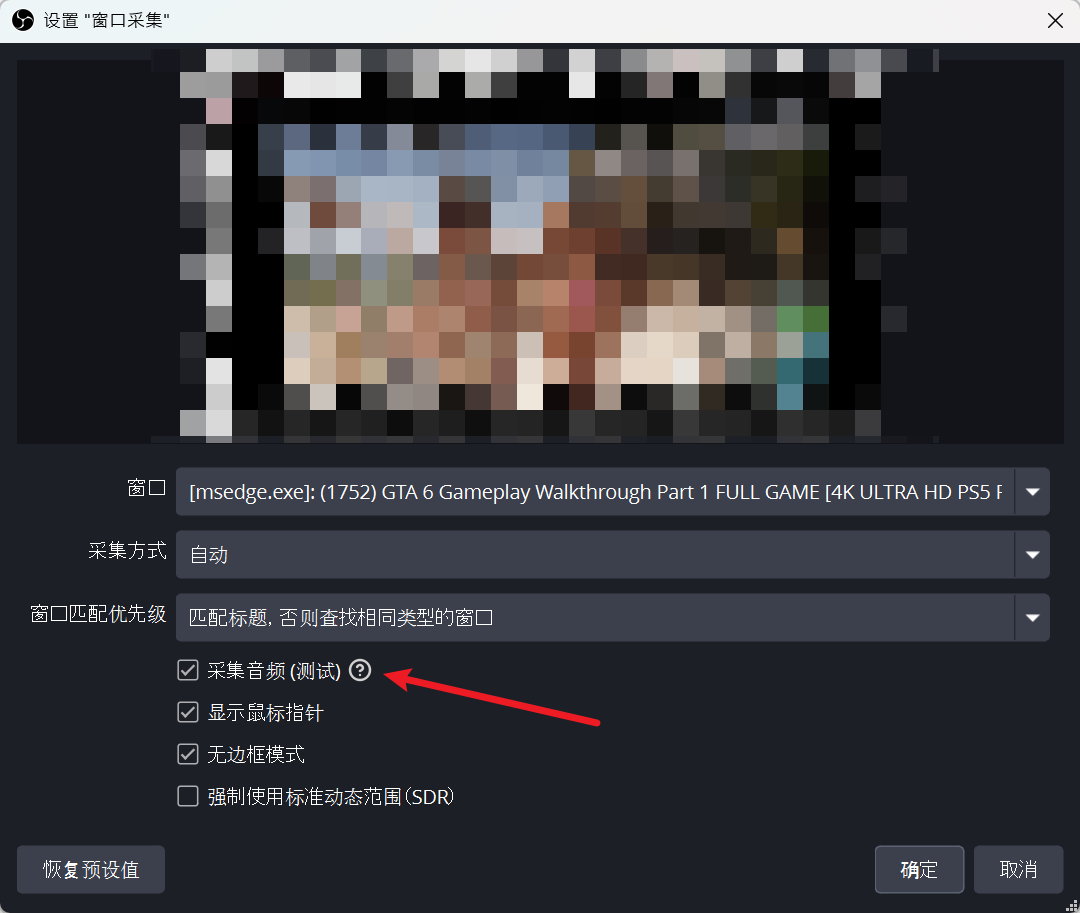 设置 "窗口采集"
窗口
[msedge.exe]: (1752) GTA 6 Gameplay Walkthrough Part 1 FULL GAME [4K ULTRA HD PS5 F
采集方式
自动
窗口匹配优先级
匹配标题, 否则查找相同类型的窗口
采集音频 (测试)
显示鼠标指针
无边框模式
强制使用标准动态范围(SDR)
恢复预设值
确定
取消